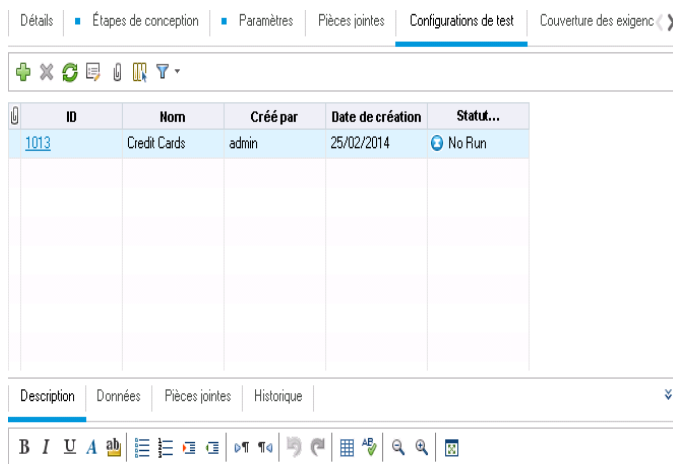 Détails Étapes de conception Paramètres Pièces jointes Configurations de test Couverture des exigenc
ID Nom Créé par Date de création Statut...
1013 Credit Cards admin 25/02/2014 No Run
Description Données Pièces jointes Historique
B I U A ab